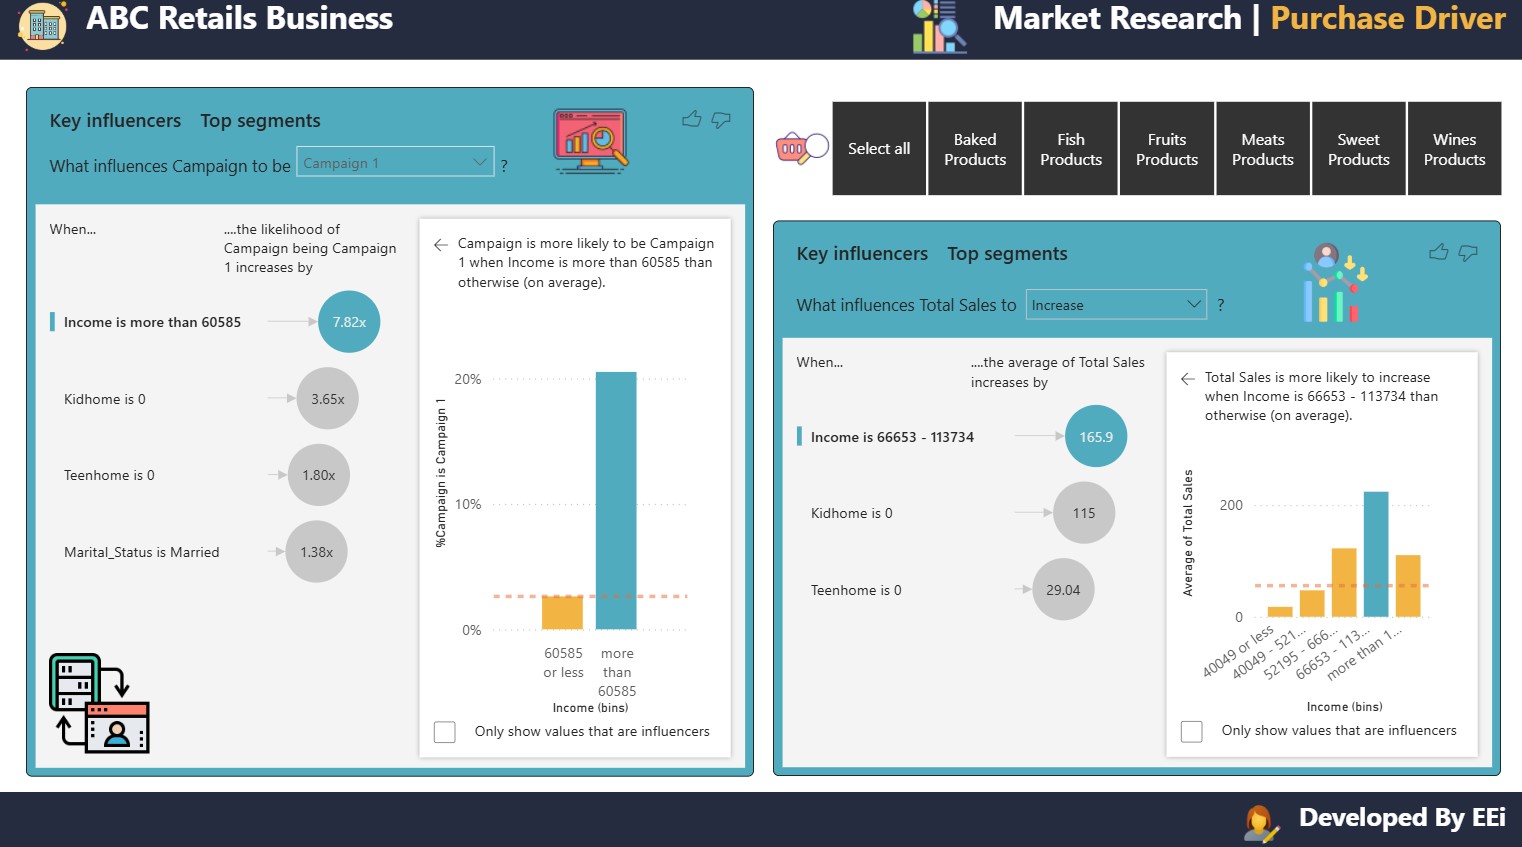 ABC Retails Business
Market Research | Purchase Driver
Key influencers Top segments
What influences Campaign to be Campaign 1 ?
When...
....the likelihood of
Campaign being Campaign
1 increases by
Income is more than 60585
7.82x
Kidhome is 0
3.65x
Teenhome is 0
1.80x
Marital_Status is Married
1.38x
Campaign is more likely to be Campaign
1 when Income is more than 60585 than
otherwise (on average).
%Campaign is Campaign 1
20%
10%
0%
60585
or less
more
than
60585
Income (bins)
Only show values that are influencers
Select all
Baked
Products
Fish
Products
Fruits
Products
Meats
Products
Sweet
Products
Wines
Products
Key influencers Top segments
What influences Total Sales to Increase ?
When...
....the average of Total Sales
increases by
Income is 66653 - 113734
165.9
Kidhome is 0
115
Teenhome is 0
29.04
Total Sales is more likely to increase
when Income is 66653 - 113734 than
otherwise (on average).
Average of Total Sales
200
0
40049 or less
40049 - 521...
52195 - 666...
66653 - 113...
more than 1...
Income (bins)
Only show values that are influencers
Developed By EEi